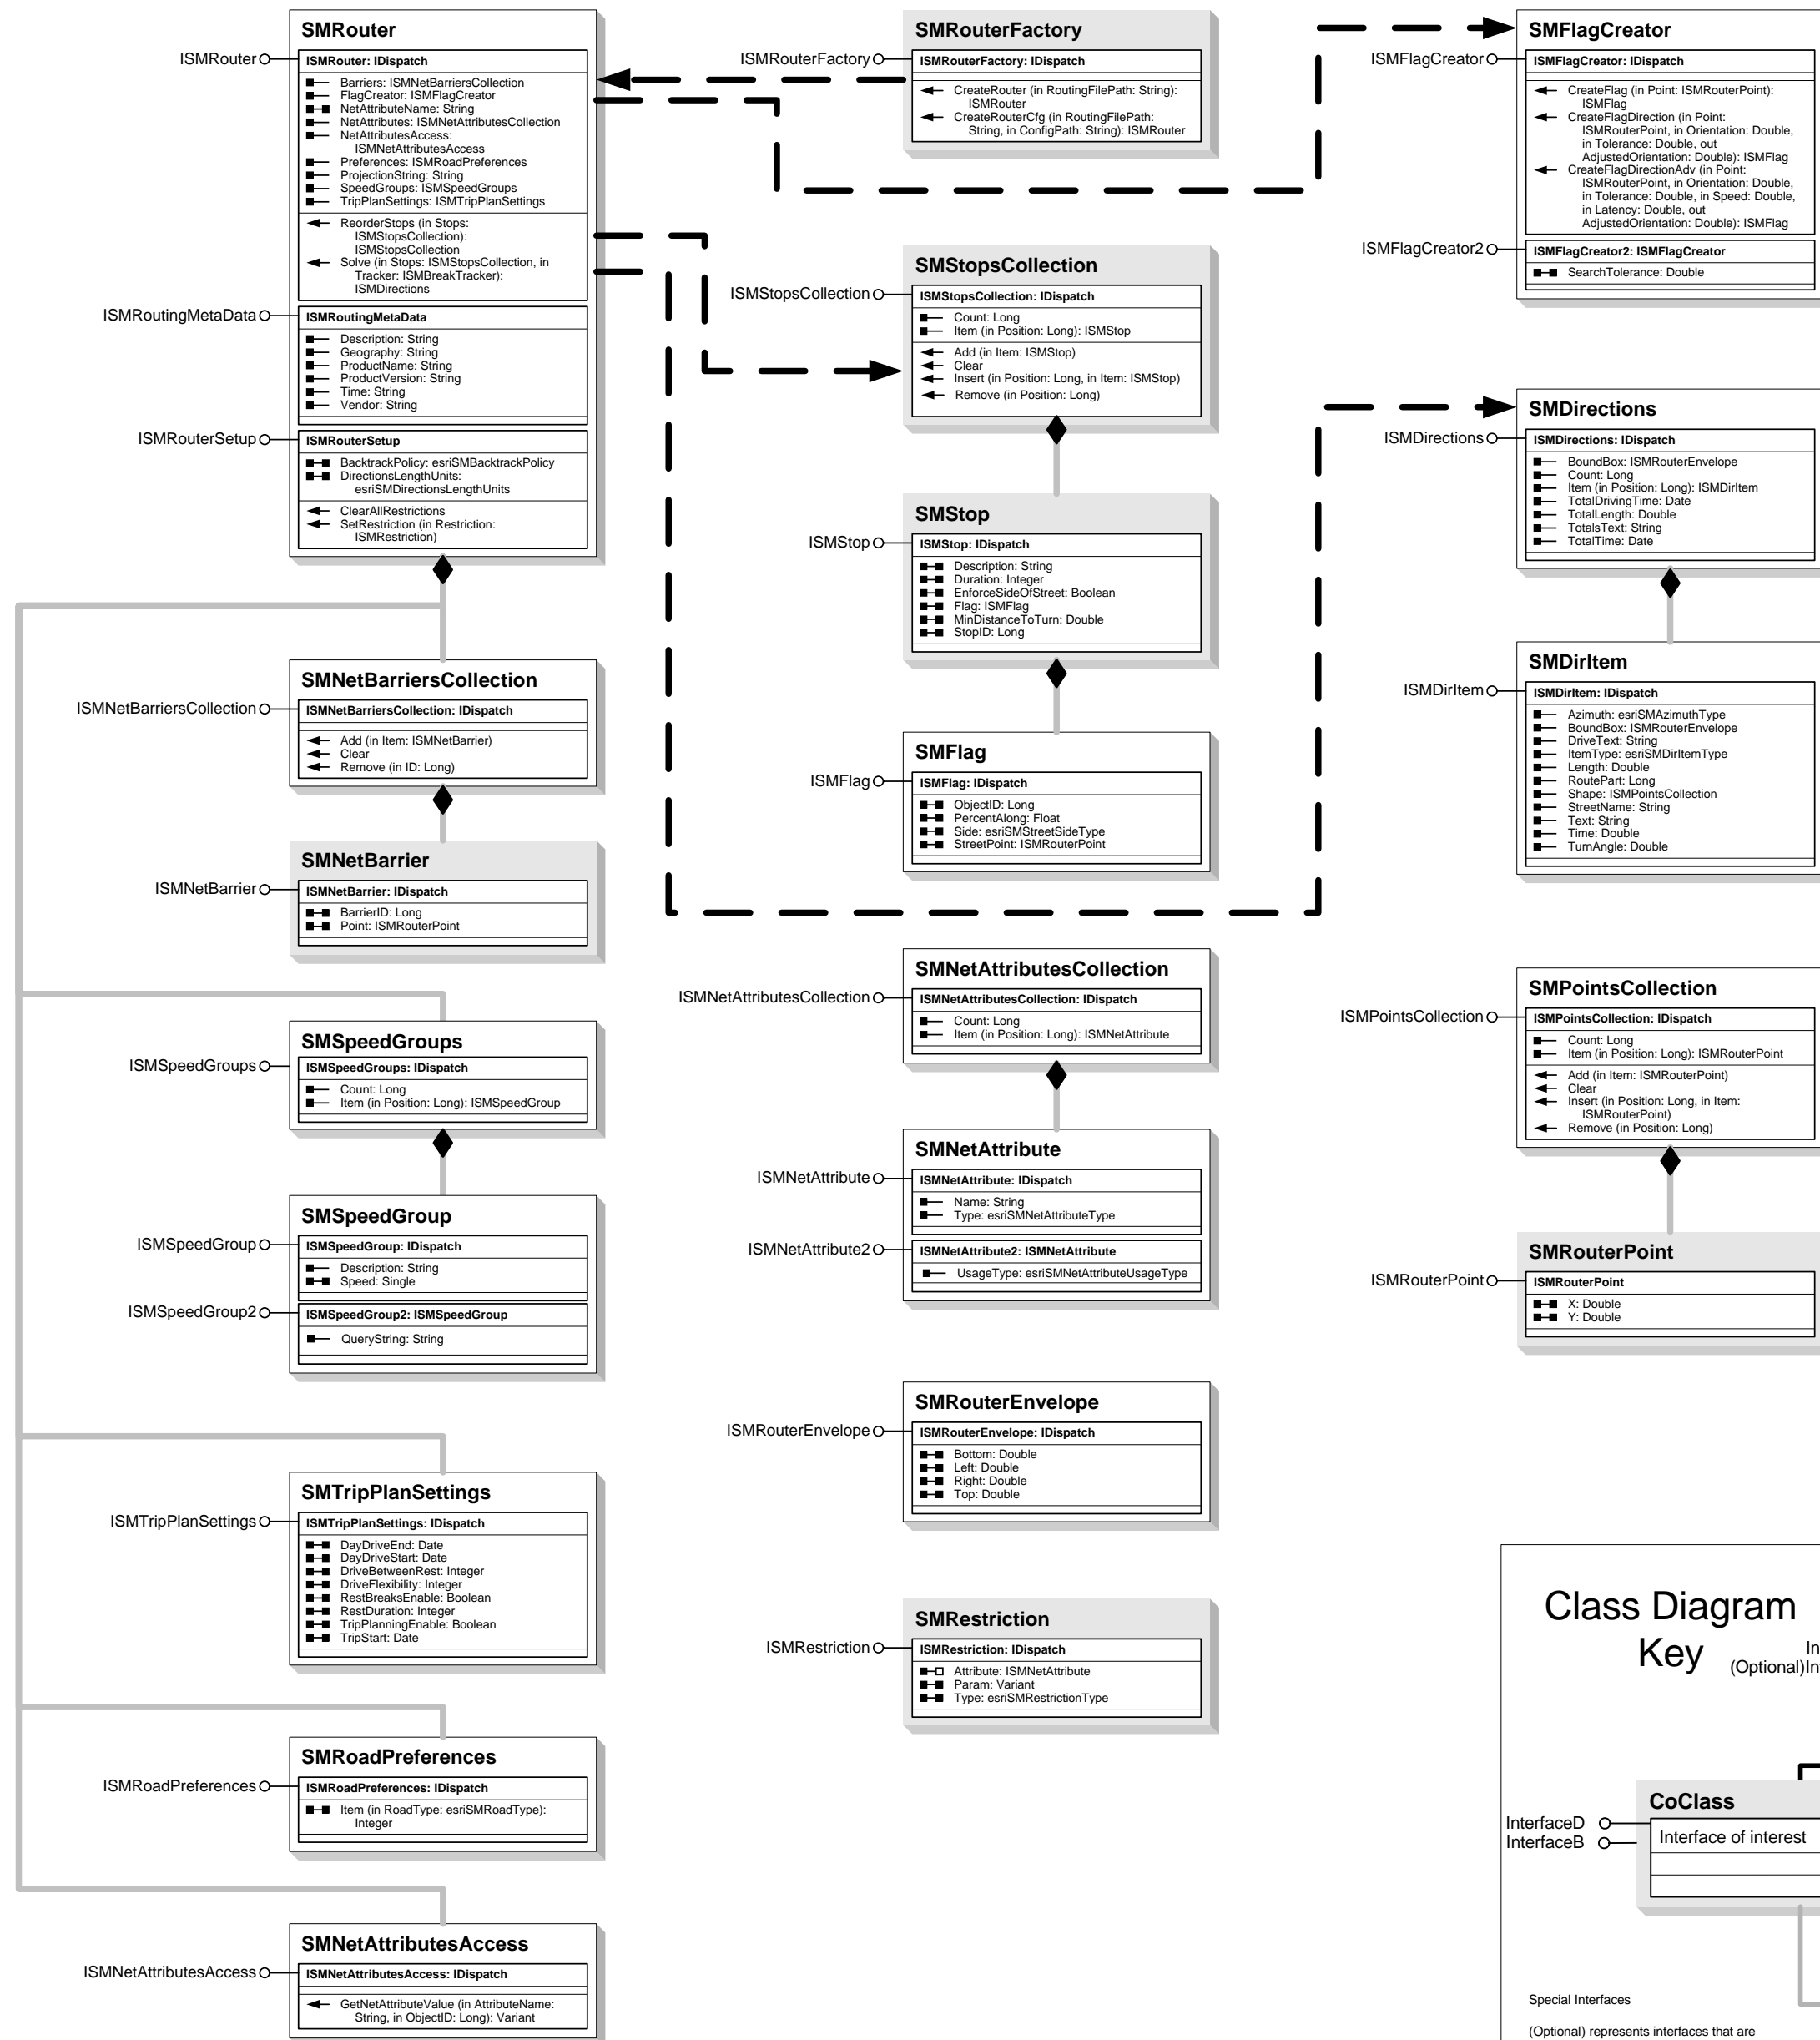 SMRouter
ISMRouter
ISMRouter: IDispatch
Barriers: ISMNetBarriersCollection
FlagCreator: ISMFlagCreator
NetAttributeName: String
NetAttributes: ISMNetAttributesCollection
NetAttributesAccess:
ISMNetAttributesAccess
Preferences: ISMRoadPreferences
ProjectionString: String
SpeedGroups: ISMSpeedGroups
TripPlanSettings: ISMTripPlanSettings
ReorderStops (in Stops:
ISMStopsCollection):
ISMStopsCollection
Solve (in Stops: ISMStopsCollection, in
Tracker: ISMBreakTracker):
ISMDirections
ISMRoutingMetaData
ISMRoutingMetaData
Description: String
Geography: String
ProductName: String
ProductVersion: String
Time: String
Vendor: String
ISMRouterSetup
ISMRouterSetup
BacktrackPolicy: esriSMBacktrackPolicy
DirectionsLengthUnits:
esriSMDirectionsLengthUnits
ClearAllRestrictions
SetRestriction (in Restriction:
ISMRestriction)
SMNetBarriersCollection
ISMNetBarriersCollection
ISMNetBarriersCollection: IDispatch
Add (in Item: ISMNetBarrier)
Clear
Remove (in ID: Long)
SMNetBarrier
ISMNetBarrier
ISMNetBarrier: IDispatch
BarrierID: Long
Point: ISMRouterPoint
SMSpeedGroups
ISMSpeedGroups
ISMSpeedGroups: IDispatch
Count: Long
Item (in Position: Long): ISMSpeedGroup
SMSpeedGroup
ISMSpeedGroup
ISMSpeedGroup: IDispatch
Description: String
Speed: Single
ISMSpeedGroup2
ISMSpeedGroup2: ISMSpeedGroup
QueryString: String
SMTripPlanSettings
ISMTripPlanSettings
ISMTripPlanSettings: IDispatch
DayDriveEnd: Date
DayDriveStart: Date
DriveBetweenRest: Integer
DriveFlexibility: Integer
RestBreaksEnable: Boolean
RestDuration: Integer
TripPlanningEnable: Boolean
TripStart: Date
SMRoadPreferences
ISMRoadPreferences
ISMRoadPreferences: IDispatch
Item (in RoadType: esriSMRoadType):
Integer
SMNetAttributesAccess
ISMNetAttributesAccess
ISMNetAttributesAccess: IDispatch
GetNetAttributeValue (in AttributeName:
String, in ObjectID: Long): Variant
SMRouterFactory
ISMRouterFactory
ISMRouterFactory: IDispatch
CreateRouter (in RoutingFilePath: String):
ISMRouter
CreateRouterCfg (in RoutingFilePath:
String, in ConfigPath: String): ISMRouter
SMStopsCollection
ISMStopsCollection
ISMStopsCollection: IDispatch
Count: Long
Item (in Position: Long): ISMStop
Add (in Item: ISMStop)
Clear
Insert (in Position: Long, in Item: ISMStop)
Remove (in Position: Long)
SMStop
ISMStop
ISMStop: IDispatch
Description: String
Duration: Integer
EnforceSideOfStreet: Boolean
Flag: ISMFlag
MinDistanceToTurn: Double
StopID: Long
SMFlag
ISMFlag
ISMFlag: IDispatch
ObjectID: Long
PercentAlong: Float
Side: esriSMStreetSideType
StreetPoint: ISMRouterPoint
SMNetAttributesCollection
ISMNetAttributesCollection
ISMNetAttributesCollection: IDispatch
Count: Long
Item (in Position: Long): ISMNetAttribute
SMNetAttribute
ISMNetAttribute
ISMNetAttribute: IDispatch
Name: String
Type: esriSMNetAttributeType
ISMNetAttribute2
ISMNetAttribute2: ISMNetAttribute
UsageType: esriSMNetAttributeUsageType
SMRouterEnvelope
ISMRouterEnvelope
ISMRouterEnvelope: IDispatch
Bottom: Double
Left: Double
Right: Double
Top: Double
SMRestriction
ISMRestriction
ISMRestriction: IDispatch
Attribute: ISMNetAttribute
Param: Variant
Type: esriSMRestrictionType
SMFlagCreator
ISMFlagCreator
ISMFlagCreator: IDispatch
CreateFlag (in Point: ISMRouterPoint):
ISMFlag
CreateFlagDirection (in Point:
ISMRouterPoint, in Orientation: Double,
in Tolerance: Double, out
AdjustedOrientation: Double): ISMFlag
CreateFlagDirectionAdv (in Point:
ISMRouterPoint, in Orientation: Double,
in Tolerance: Double, in Speed: Double,
in Latency: Double, out
AdjustedOrientation: Double): ISMFlag
ISMFlagCreator2
ISMFlagCreator2: ISMFlagCreator
SearchTolerance: Double
SMDirections
ISMDirections
ISMDirections: IDispatch
BoundBox: ISMRouterEnvelope
Count: Long
Item (in Position: Long): ISMDirItem
TotalDrivingTime: Date
TotalLength: Double
TotalsText: String
TotalTime: Date
SMDirItem
ISMDirItem
ISMDirItem: IDispatch
Azimuth: esriSMAzimuthType
BoundBox: ISMRouterEnvelope
DriveText: String
ItemType: esriSMDirItemType
Length: Double
RoutePart: Long
Shape: ISMPointsCollection
StreetName: String
Text: String
Time: Double
TurnAngle: Double
SMPointsCollection
ISMPointsCollection
ISMPointsCollection: IDispatch
Count: Long
Item (in Position: Long): ISMRouterPoint
Add (in Item: ISMRouterPoint)
Clear
Insert (in Position: Long, in Item:
ISMRouterPoint)
Remove (in Position: Long)
SMRouterPoint
ISMRouterPoint
ISMRouterPoint
X: Double
Y: Double
Class Diagram
Key
In
(Optional)In
CoClass
InterfaceD
InterfaceB
Interface of interest
Special Interfaces
(Optional) represents interfaces that are